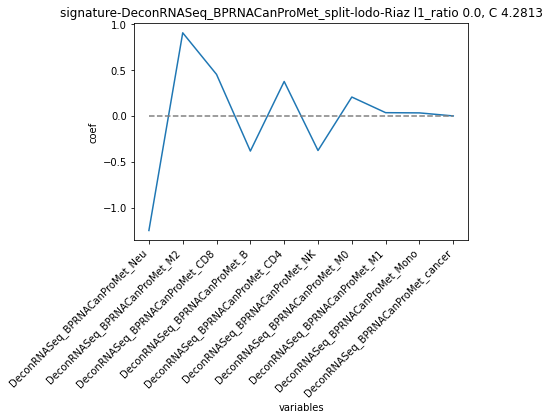 signature-DeconRNASeq_BPRNACanProMet_split-lodo-Riaz l1_ratio 0.0, C 4.2813
1.0
0.5
0.0
−0.5
−1.0
coef
DeconRNASeq_BPRNACanProMet_Neu
DeconRNASeq_BPRNACanProMet_M2
DeconRNASeq_BPRNACanProMet_CD8
DeconRNASeq_BPRNACanProMet_B
DeconRNASeq_BPRNACanProMet_CD4
DeconRNASeq_BPRNACanProMet_NK
DeconRNASeq_BPRNACanProMet_M0
DeconRNASeq_BPRNACanProMet_M1
DeconRNASeq_BPRNACanProMet_Mono
DeconRNASeq_BPRNACanProMet_cancer
variables